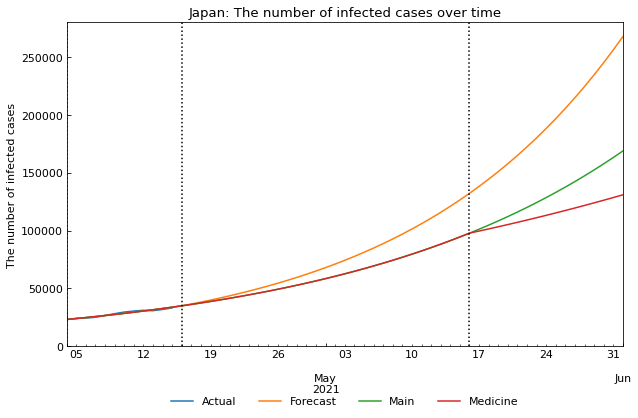 Japan: The number of infected cases over time
The number of infected cases
250000
200000
150000
100000
50000
0
05 12 19 26 03 10 17 24 31
May Jun
2021
Actual Forecast Main Medicine